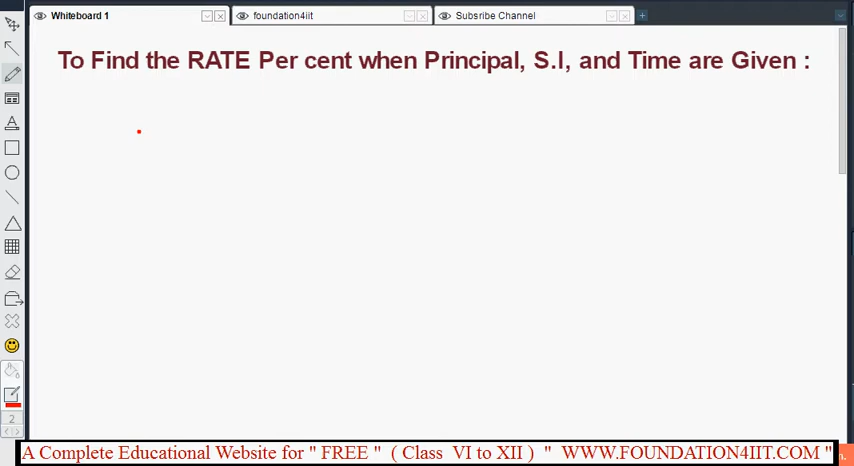 Whiteboard 1
foundation4iit
Subsribe Channel
To Find the RATE Per cent when Principal, S.I, and Time are Given :
2
A Complete Educational Website for " FREE " ( Class VI to XII ) " WWW.FOUNDATION4IIT.COM "
n.